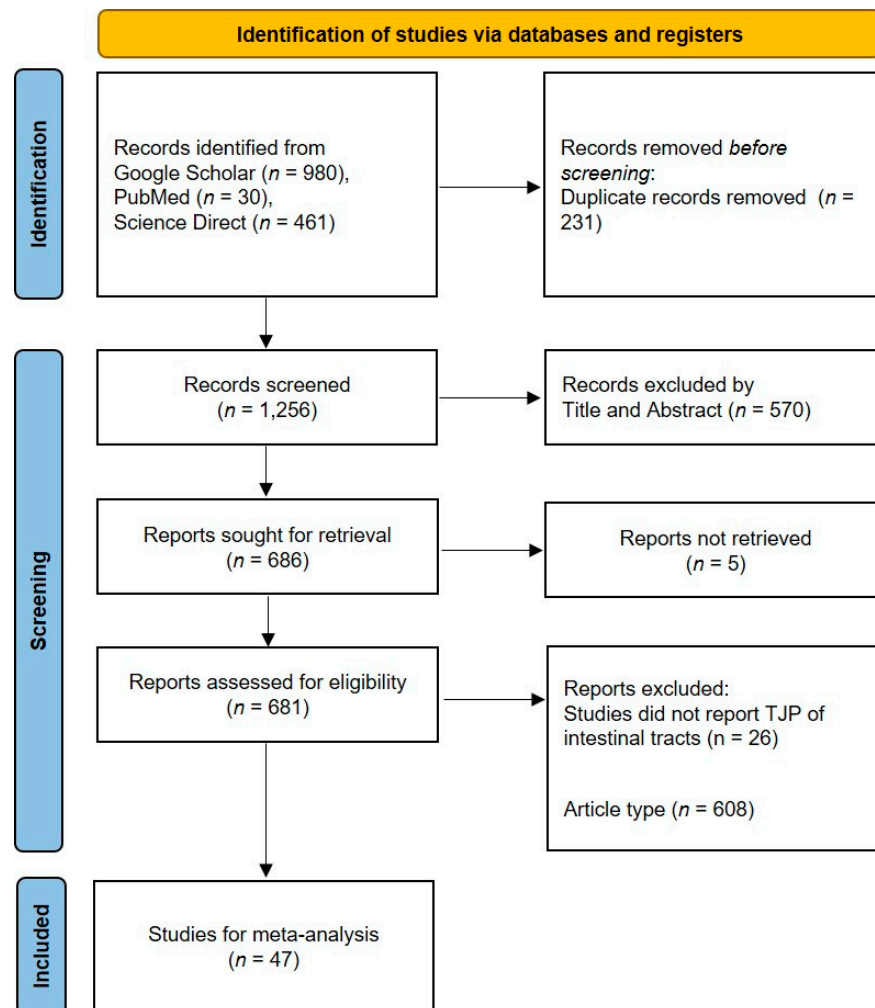 Identification of studies via databases and registers
Identification
Records identified from
Google Scholar (n = 980),
PubMed (n = 30),
Science Direct (n = 461)
Records removed before
screening:
Duplicate records removed (n =
231)
Screening
Records screened
(n = 1,256)
Records excluded by
Title and Abstract (n = 570)
Reports sought for retrieval
(n = 686)
Reports not retrieved
(n = 5)
Reports assessed for eligibility
(n = 681)
Reports excluded:
Studies did not report TJP of
intestinal tracts (n = 26)
Article type (n = 608)
Included
Studies for meta-analysis
(n = 47)